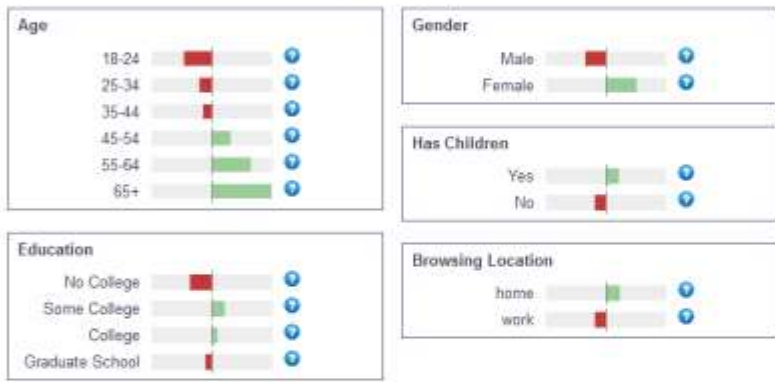 Age
18-24
25-34
35-44
45-54
55-64
65+
Education
No College
Some College
College
Graduate School
Gender
Male
Female
Has Children
Yes
No
Browsing Location
home
work